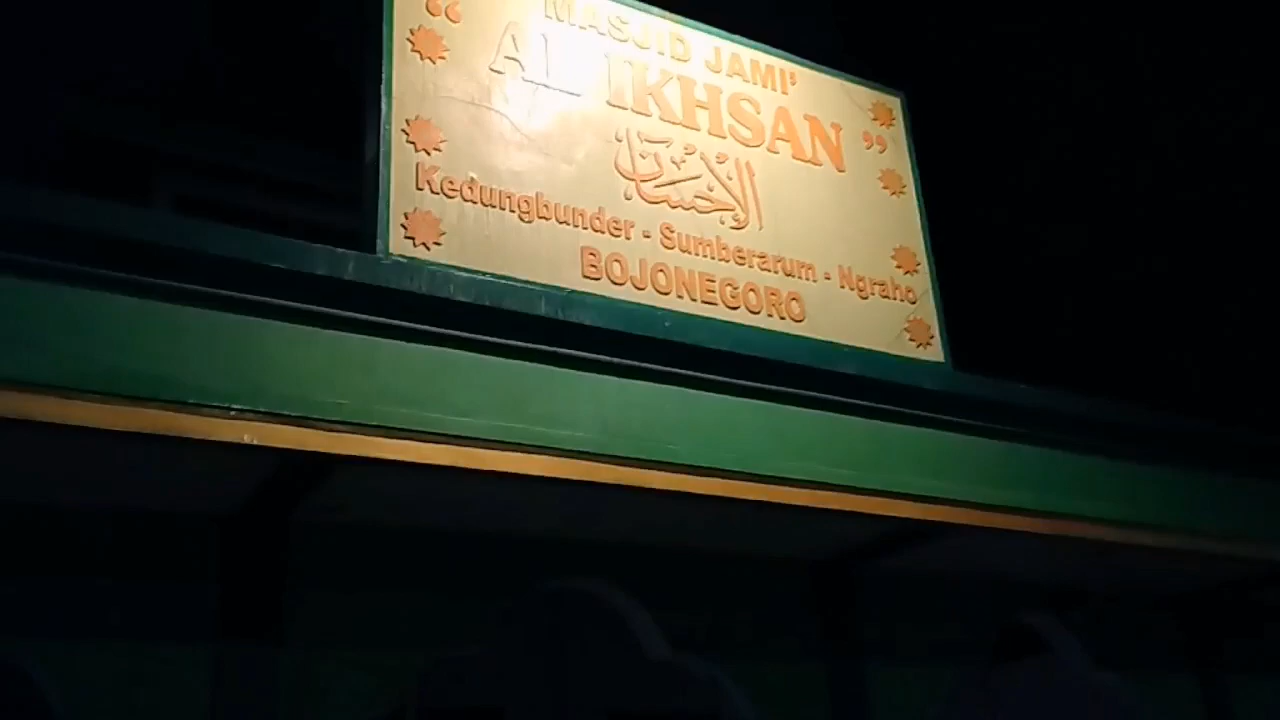 MASJID JAMI'
“ AL IKHSAN ”
الإحسان
Kedungbunder - Sumberarum - Ngraho
BOJONEGORO